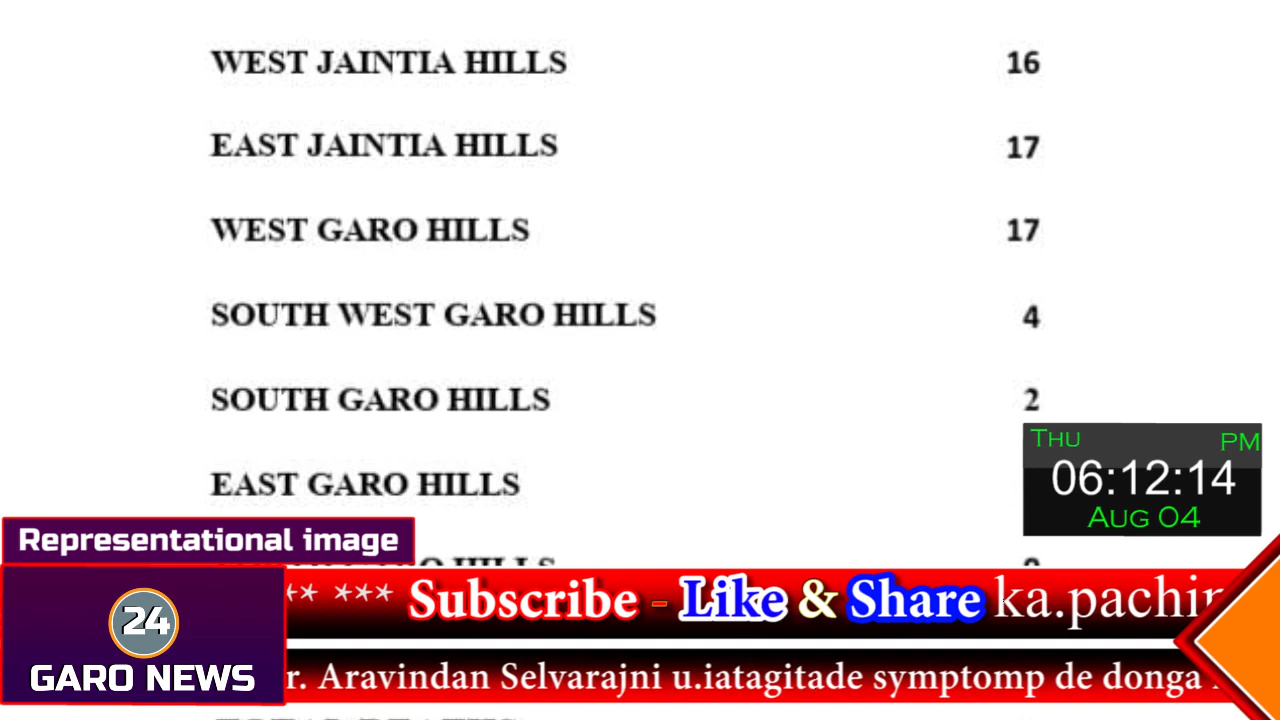 WEST JAINTIA HILLS 16
EAST JAINTIA HILLS 17
WEST GARO HILLS 17
SOUTH WEST GARO HILLS 4
SOUTH GARO HILLS 2
THU PM
06:12:14
AUG 04
EAST GARO HILLS
Representational image
** *** Subscribe - Like & Share ka.pachir
24
GARO NEWS
r. Aravindan Selvarajni u.iatagitade symptomp de donga